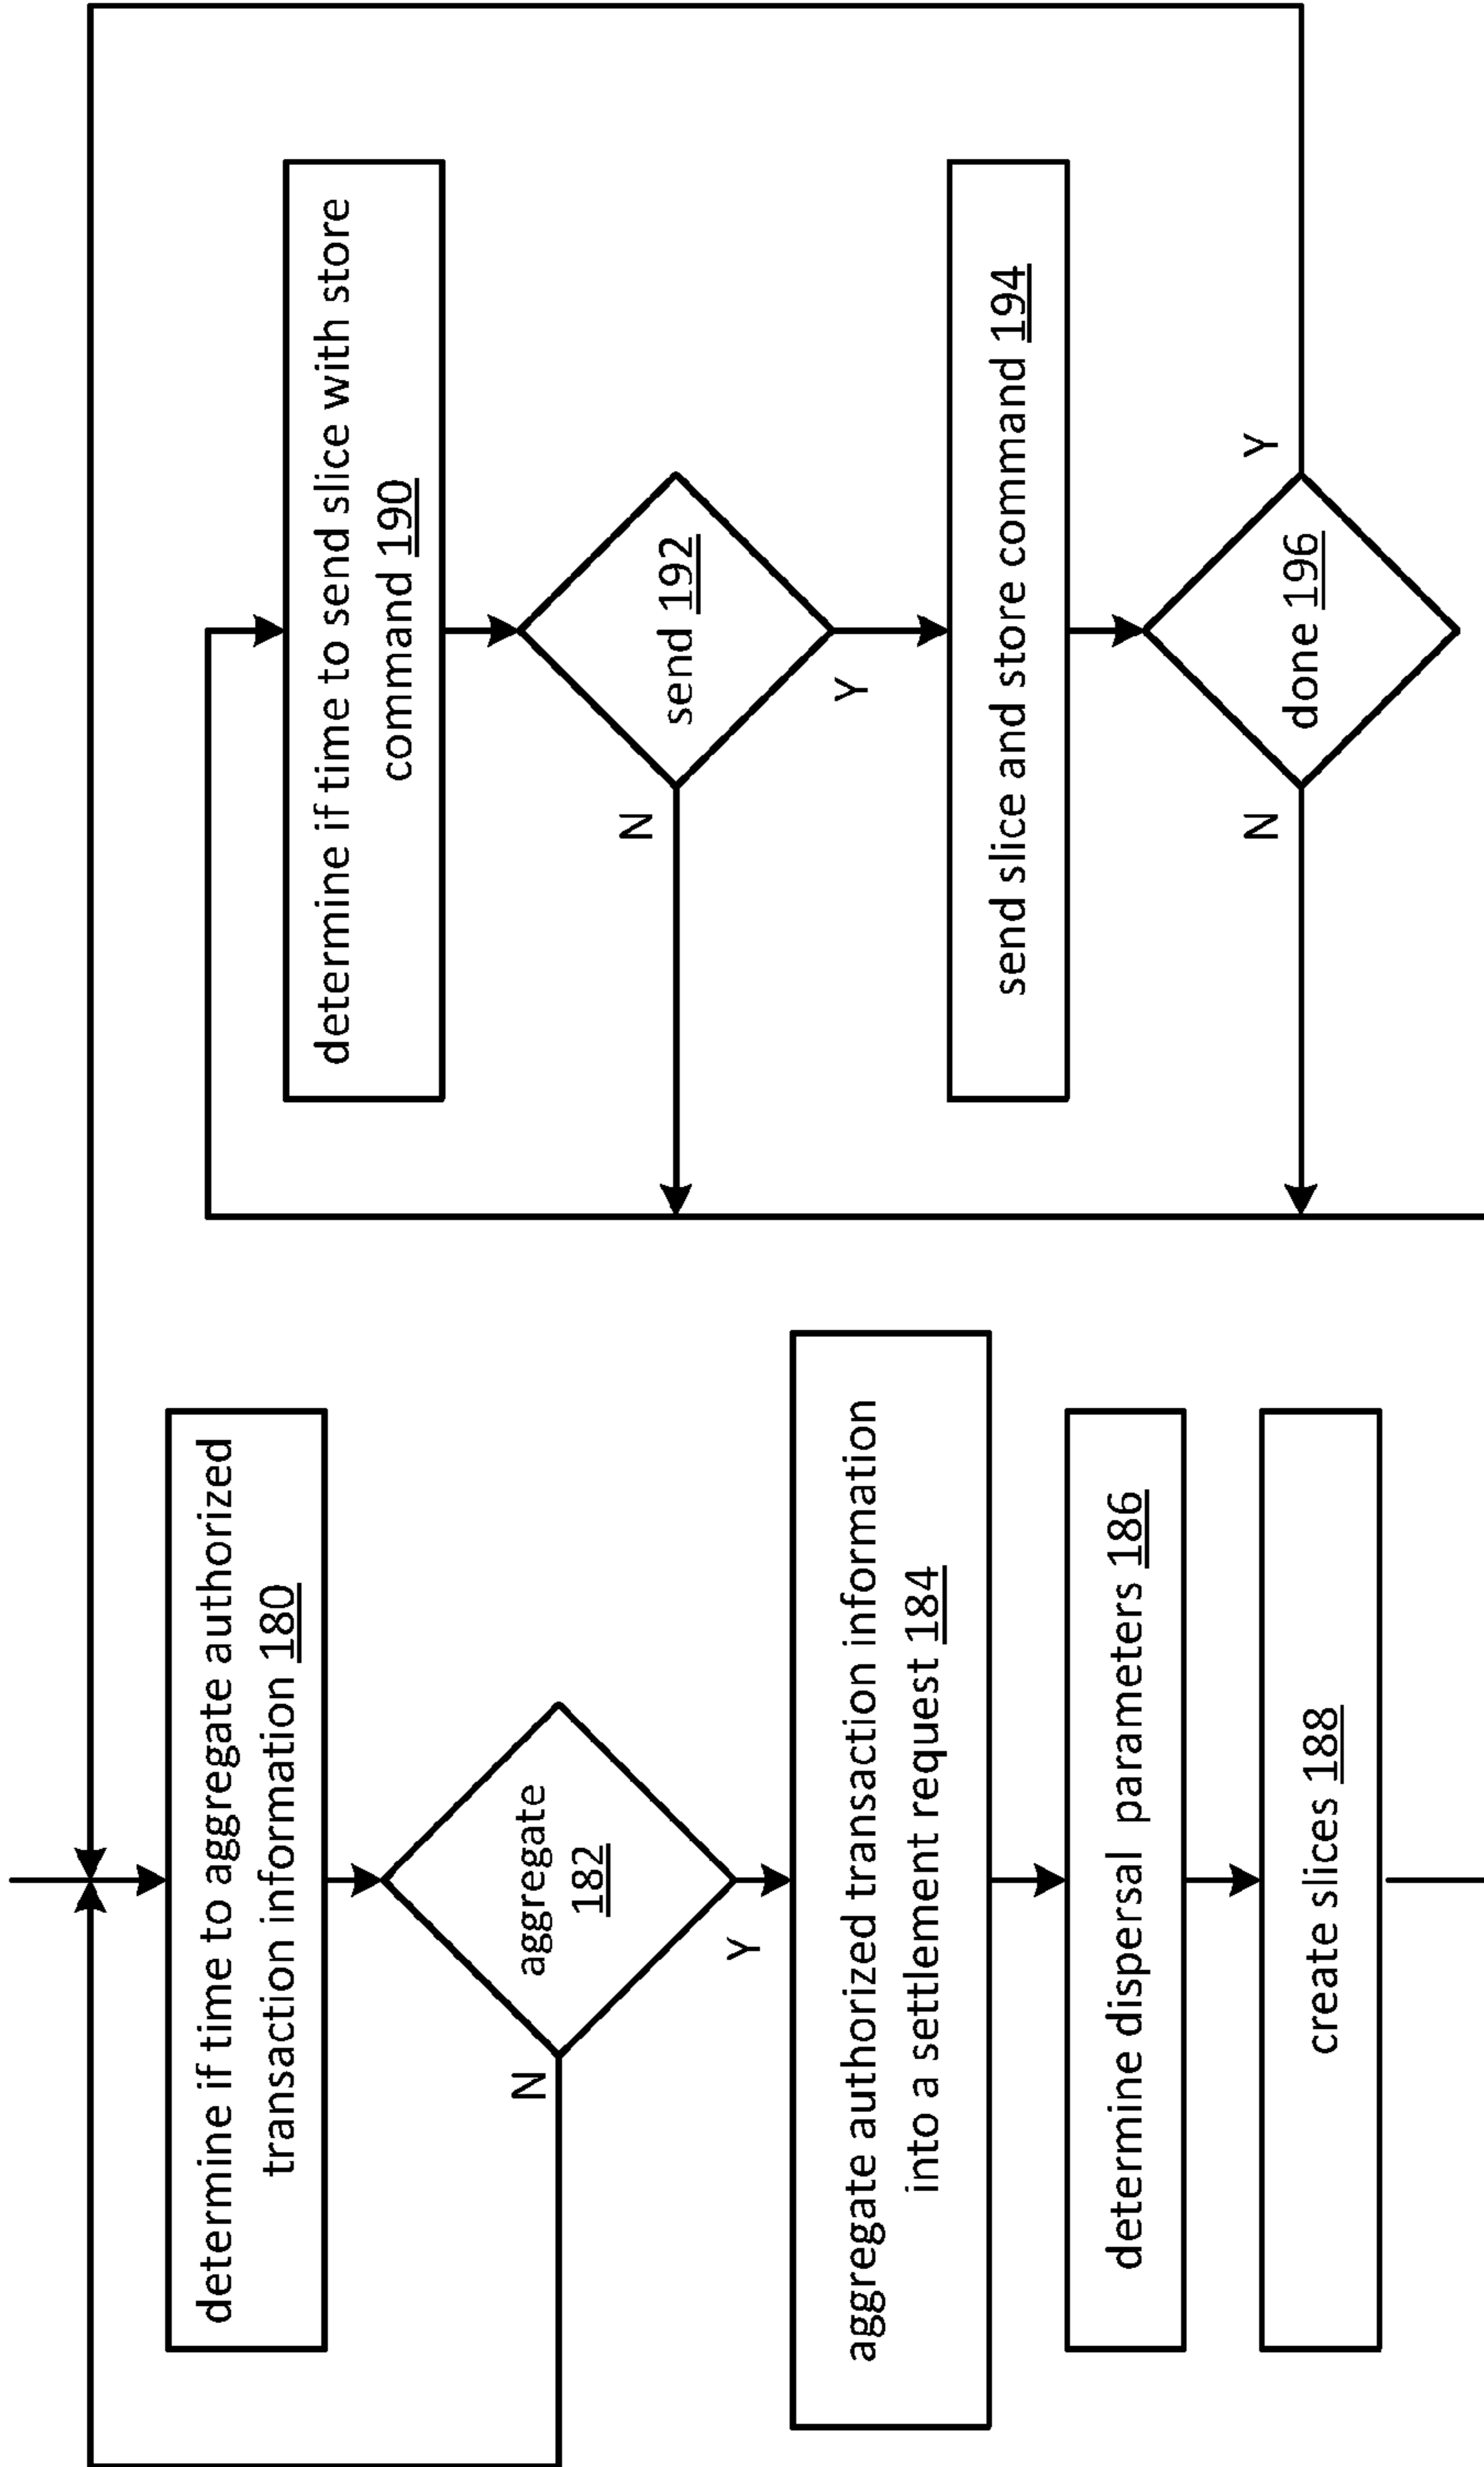 determine if time to aggregate authorized
transaction information 180
aggregate
182
N
Y
aggregate authorized transaction information
into a settlement request 184
determine dispersal parameters 186
create slices 188
determine if time to send slice with store
command 190
send 192
N
Y
send slice and store command 194
done 196
N
Y